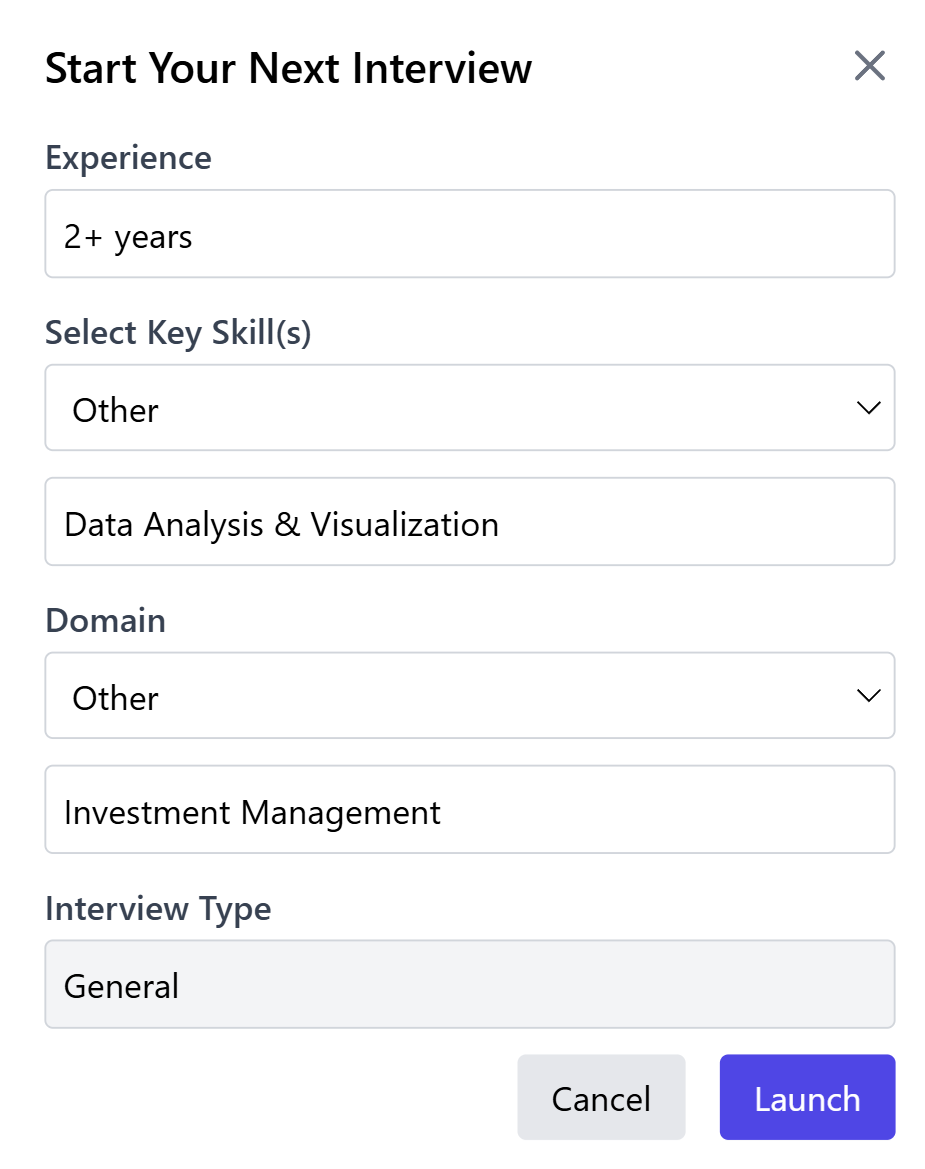 Start Your Next Interview
Experience
2+ years
Select Key Skill(s)
Other
Data Analysis & Visualization
Domain
Other
Investment Management
Interview Type
General
Cancel
Launch